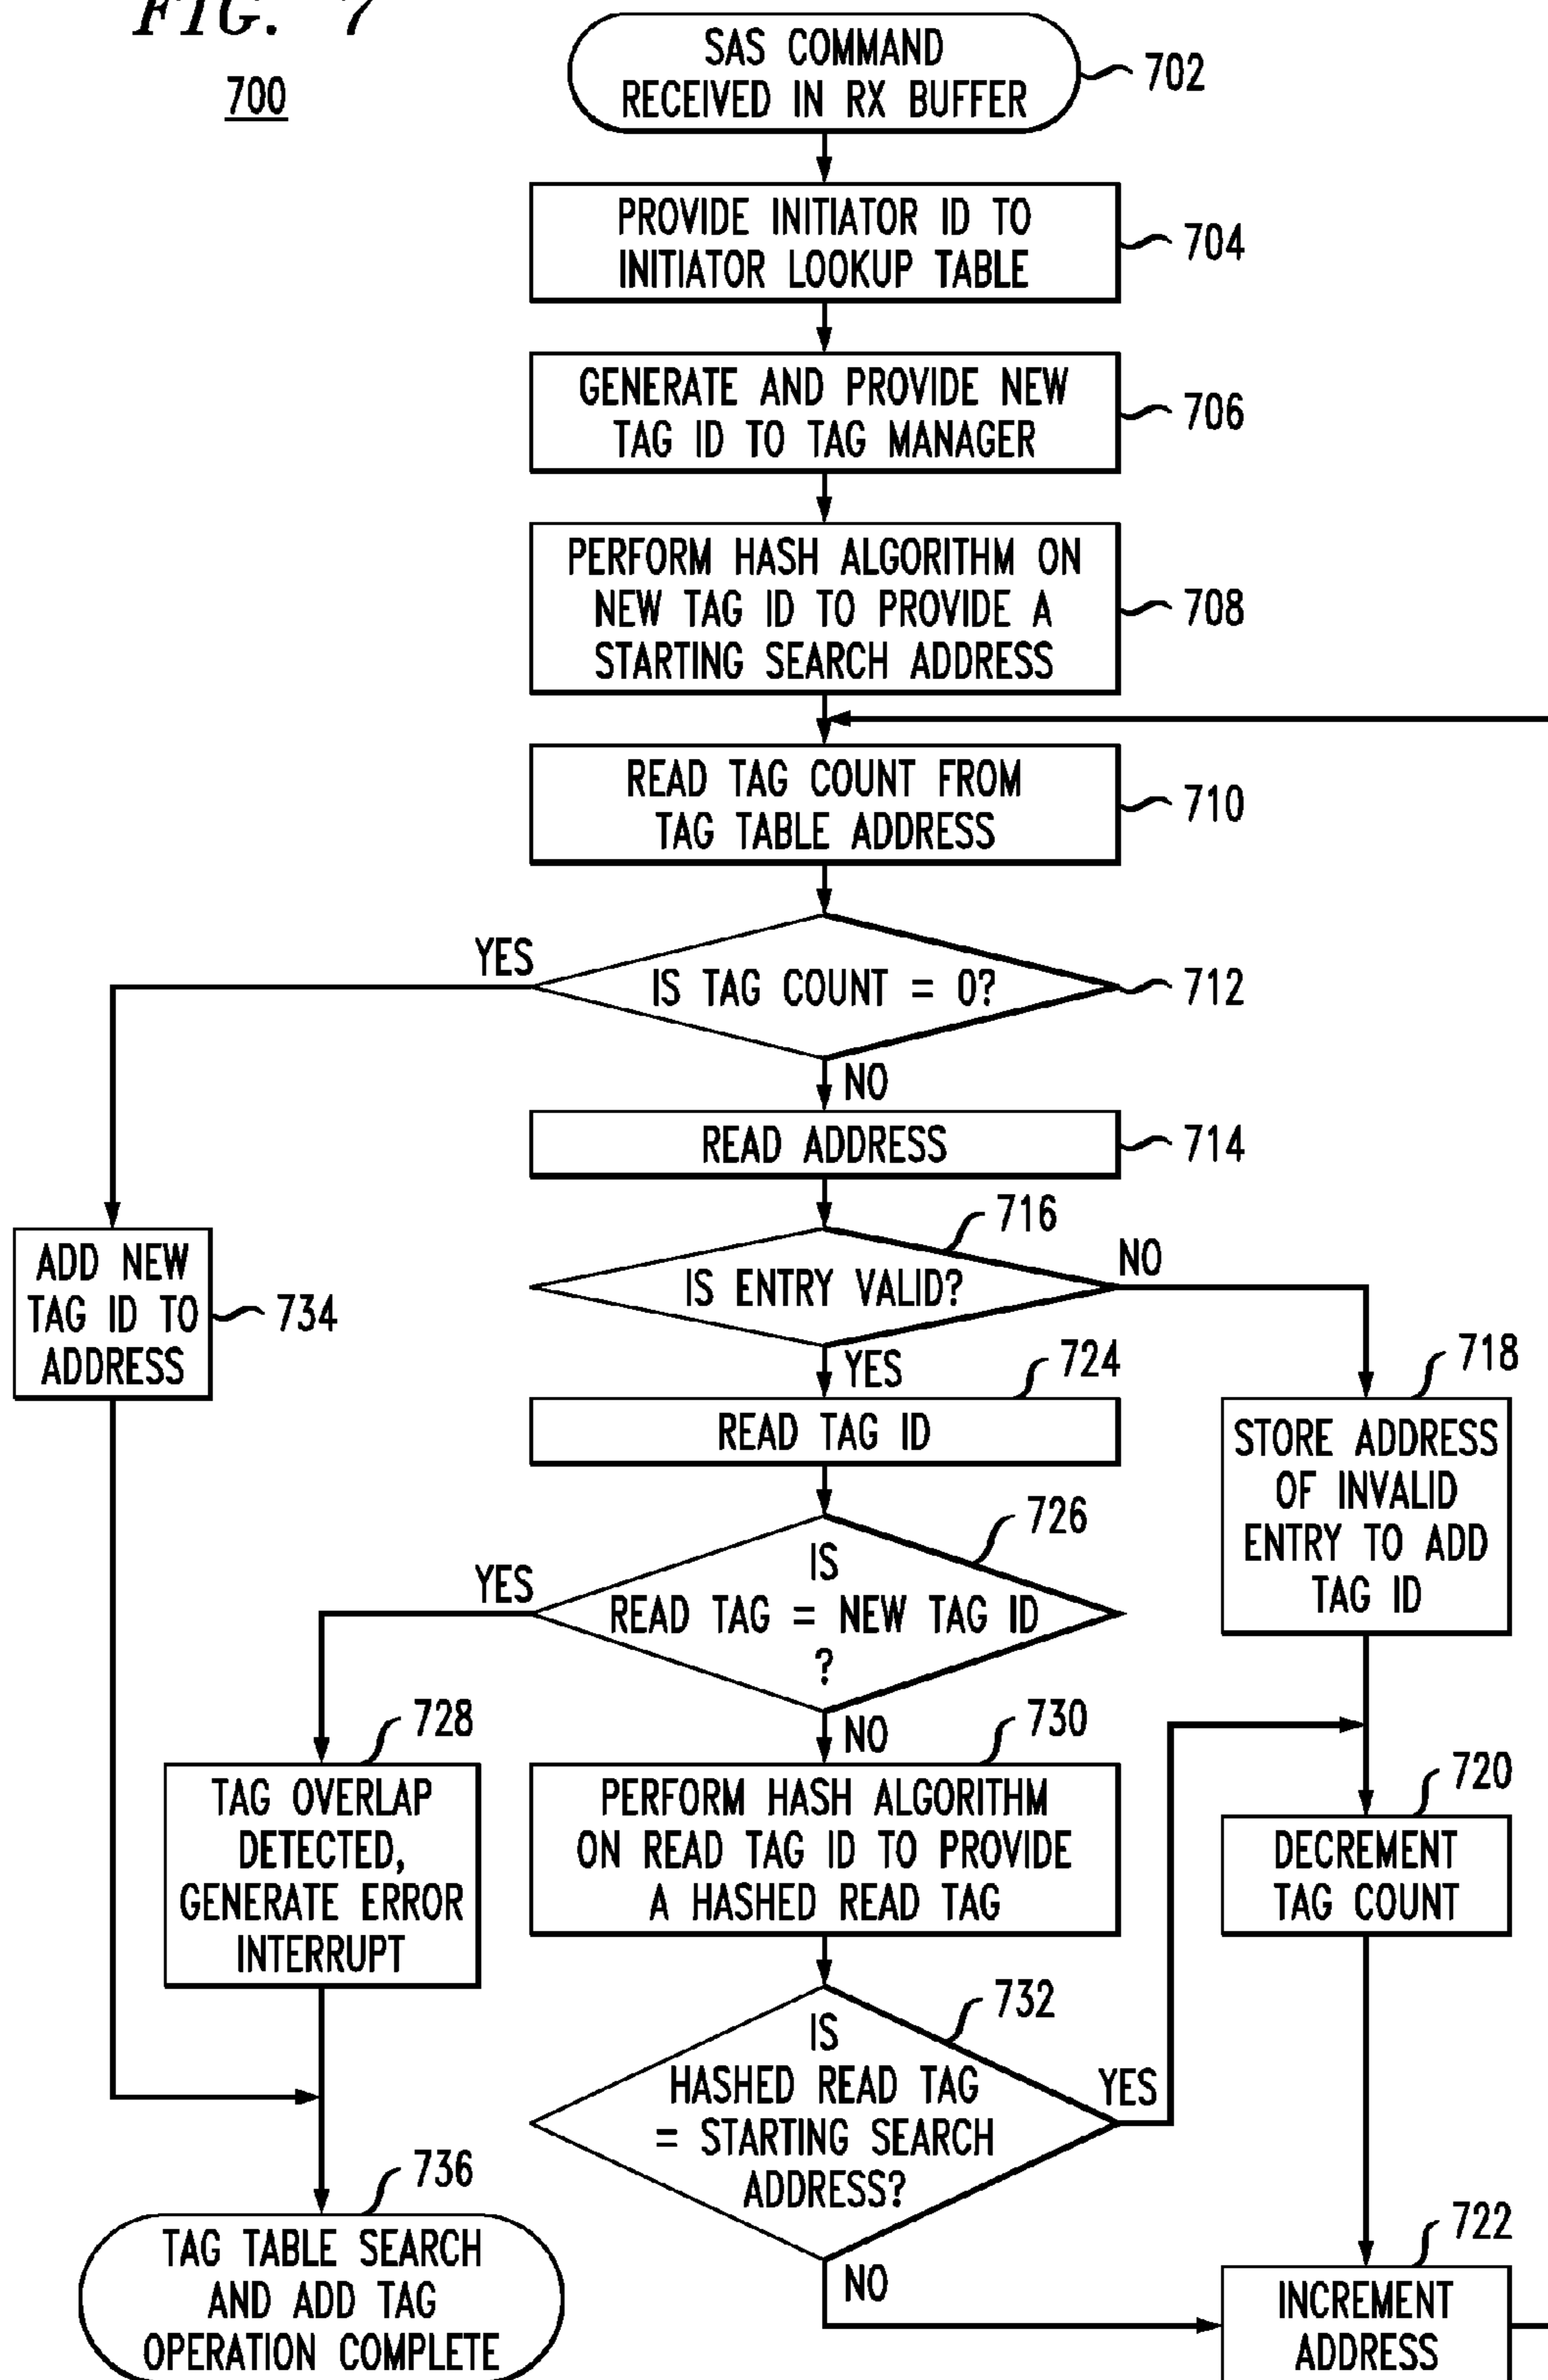 FIG. 7
700
SAS COMMAND
RECEIVED IN RX BUFFER
702
PROVIDE INITIATOR ID TO
INITIATOR LOOKUP TABLE
704
GENERATE AND PROVIDE NEW
TAG ID TO TAG MANAGER
706
PERFORM HASH ALGORITHM ON
NEW TAG ID TO PROVIDE A
STARTING SEARCH ADDRESS
708
READ TAG COUNT FROM
TAG TABLE ADDRESS
710
YES
IS TAG COUNT = 0?
712
NO
READ ADDRESS
714
716
IS ENTRY VALID?
NO
YES
ADD NEW
TAG ID TO
ADDRESS
734
724
READ TAG ID
718
STORE ADDRESS
OF INVALID
ENTRY TO ADD
TAG ID
726
YES
IS
READ TAG = NEW TAG ID
?
NO
728
TAG OVERLAP
DETECTED,
GENERATE ERROR
INTERRUPT
730
PERFORM HASH ALGORITHM
ON READ TAG ID TO PROVIDE
A HASHED READ TAG
720
DECREMENT
TAG COUNT
732
IS
HASHED READ TAG
= STARTING SEARCH
ADDRESS?
YES
NO
736
TAG TABLE SEARCH
AND ADD TAG
OPERATION COMPLETE
722
INCREMENT
ADDRESS